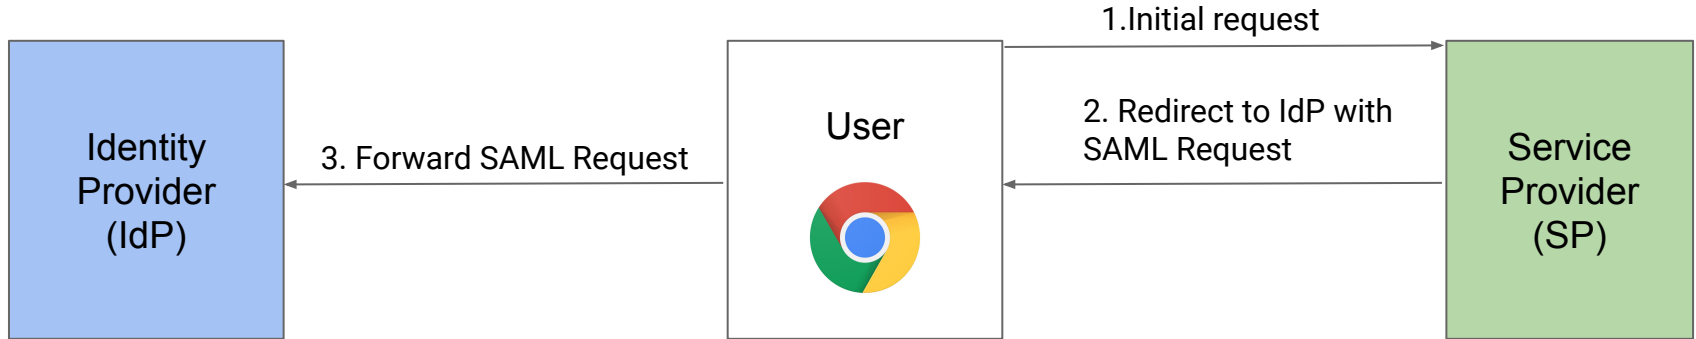 1.Initial request
2. Redirect to IdP with
SAML Request
3. Forward SAML Request
Identity
Provider
(IdP)
User
Service
Provider
(SP)